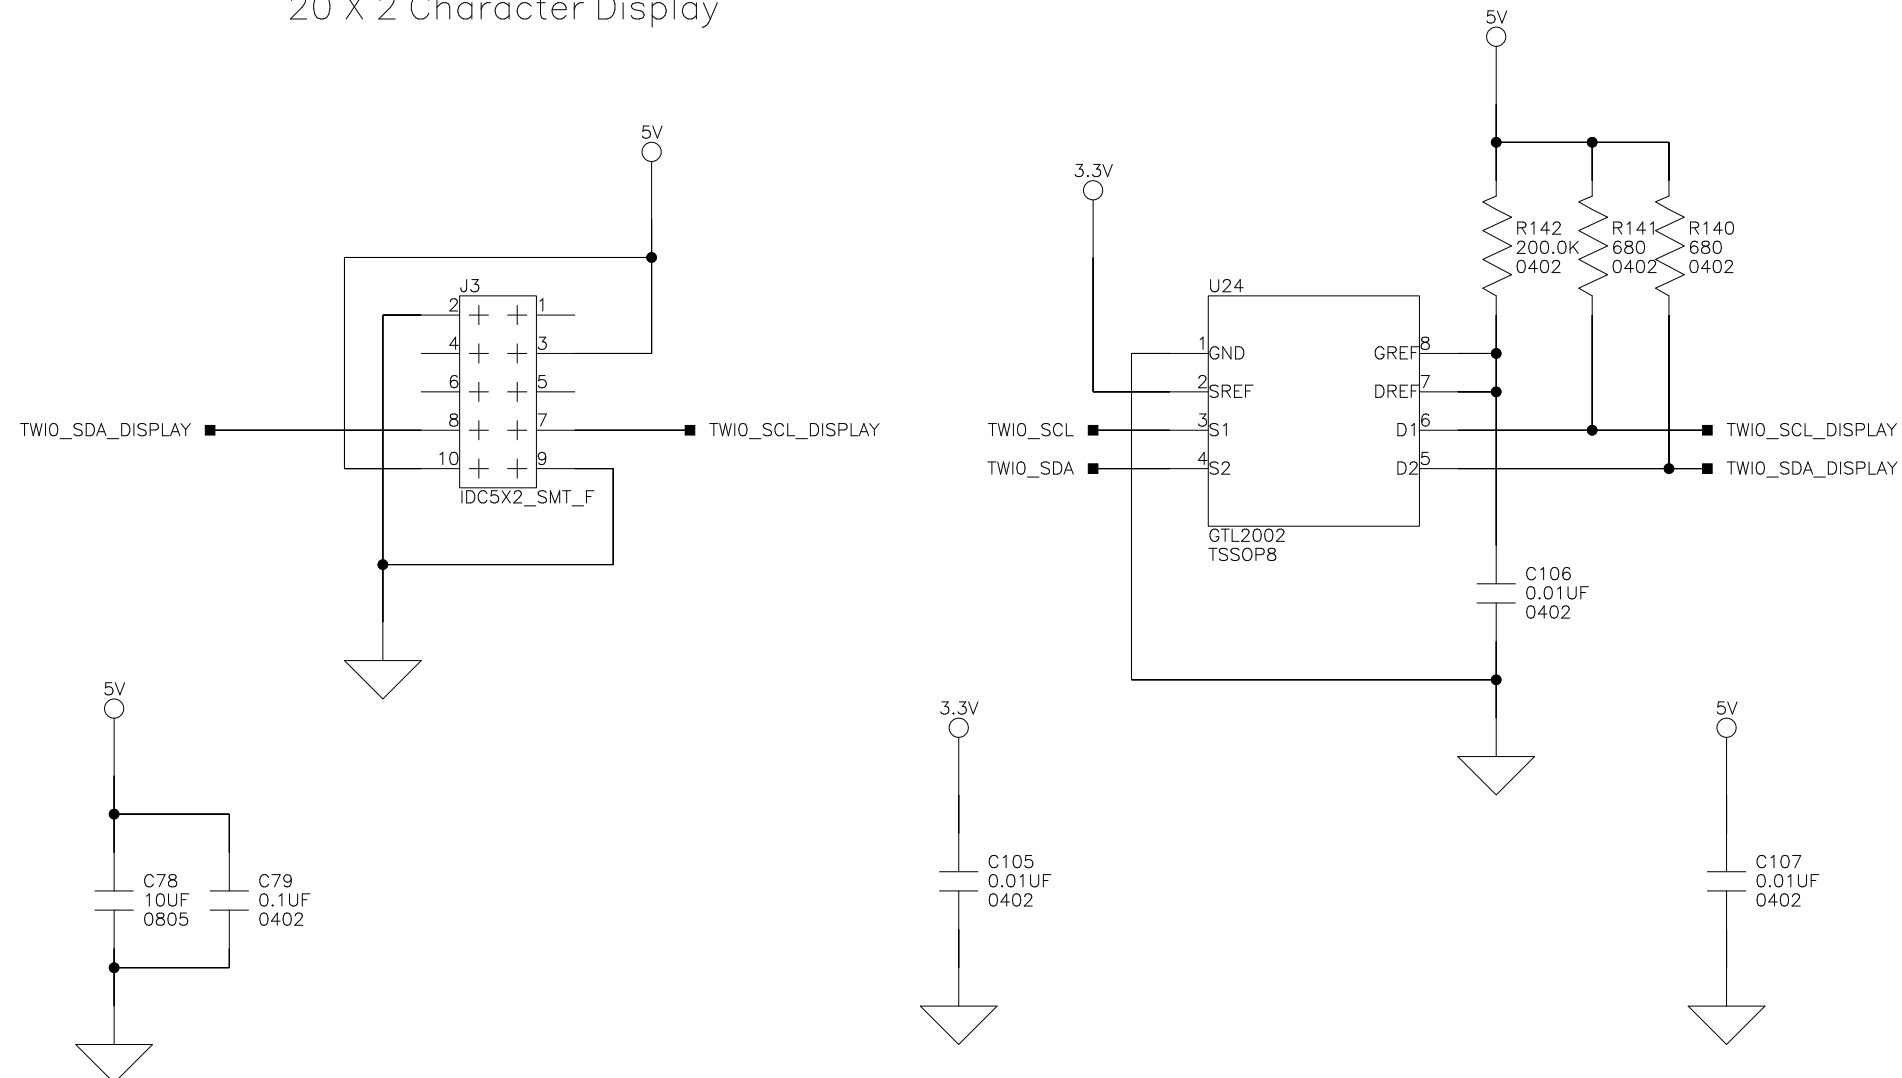 20 X 2 Character Display
5V
5V
3.3V
R142
200.0K
0402
R141
680
0402
R140
680
0402
J3
2
1
4
3
6
5
8
7
10
9
IDC5X2_SMT_F
TWI0_SDA_DISPLAY
TWI0_SCL_DISPLAY
U24
1
GND
2
SREF
3
S1
4
S2
GREF
8
DREF
7
D1
6
D2
5
TWI0_SCL
TWI0_SDA
TWI0_SCL_DISPLAY
TWI0_SDA_DISPLAY
GTL2002
TSSOP8
C106
0.01UF
0402
5V
C78
10UF
0805
C79
0.1UF
0402
3.3V
C105
0.01UF
0402
5V
C107
0.01UF
0402